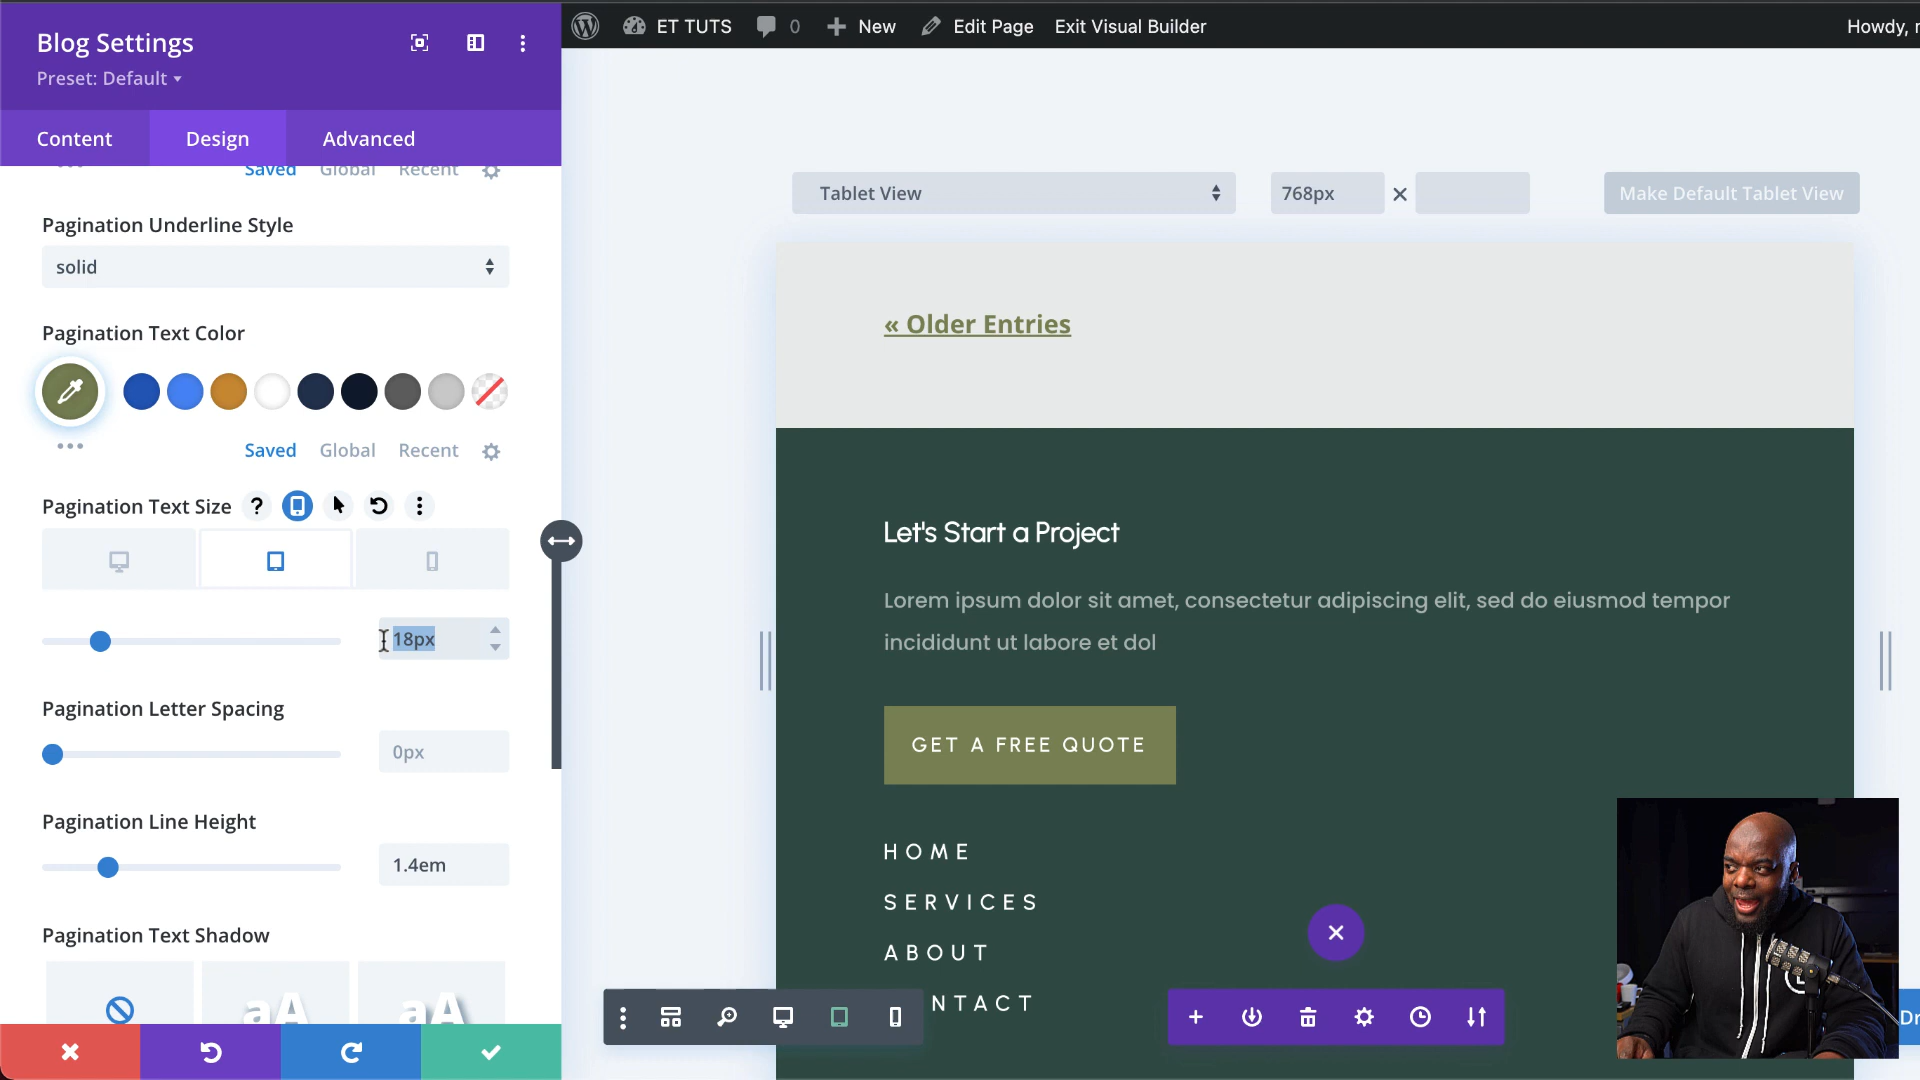 Blog Settings
Preset: Default
Content Design Advanced
Saved Global Recent
Pagination Underline Style
solid
Pagination Text Color
Saved Global Recent
Pagination Text Size ?
18px
Pagination Letter Spacing
0px
Pagination Line Height
1.4em
Pagination Text Shadow
aA aA
ET TUTS 0 New Edit Page Exit Visual Builder Howdy,
Tablet View 768px × Make Default Tablet View
« Older Entries
Let's Start a Project
Lorem ipsum dolor sit amet, consectetur adipiscing elit, sed do eiusmod tempor
incididunt ut labore et dol
GET A FREE QUOTE
HOME
SERVICES
ABOUT
NTACT
Dr